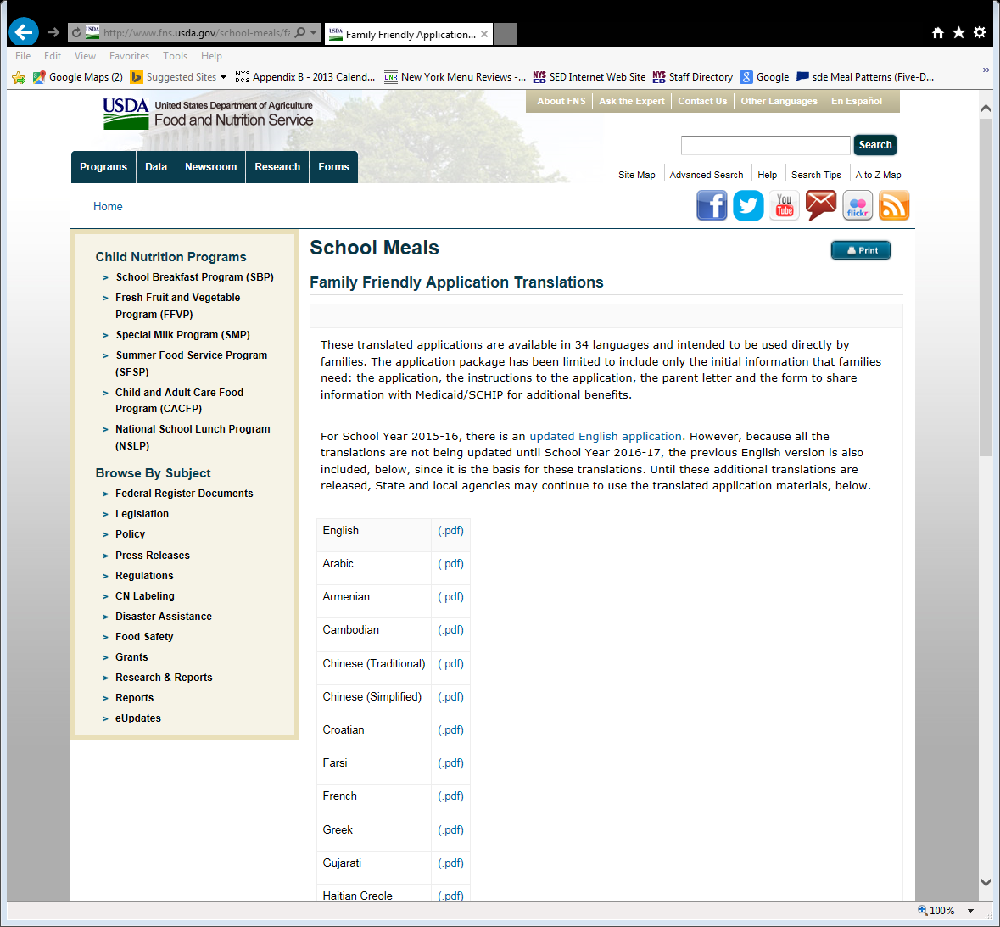 http://www.fns.usda.gov/school-meals/fa
Family Friendly Application...
File Edit View Favorites Tools Help
Google Maps (2) Suggested Sites NYS DCS Appendix B - 2013 Calend... CNR New York Menu Reviews -... NYS ED SED Internet Web Site NYS ED Staff Directory Google sde Meal Patterns (Five-D...
About FNS Ask the Expert Contact Us Other Languages En Español
USDA United States Department of Agriculture
Food and Nutrition Service
Search
Programs Data Newsroom Research Forms
Site Map Advanced Search Help Search Tips A to Z Map
Home
You Tube flickr
School Meals
Print
Family Friendly Application Translations
Child Nutrition Programs
> School Breakfast Program (SBP)
> Fresh Fruit and Vegetable
Program (FFVP)
> Special Milk Program (SMP)
> Summer Food Service Program
(SFSP)
> Child and Adult Care Food
Program (CACFP)
> National School Lunch Program
(NSLP)
Browse By Subject
> Federal Register Documents
> Legislation
> Policy
> Press Releases
> Regulations
> CN Labeling
> Disaster Assistance
> Food Safety
> Grants
> Research & Reports
> Reports
> eUpdates
These translated applications are available in 34 languages and intended to be used directly by
families. The application package has been limited to include only the initial information that families
need: the application, the instructions to the application, the parent letter and the form to share
information with Medicaid/SCHIP for additional benefits.
For School Year 2015-16, there is an updated English application. However, because all the
translations are not being updated until School Year 2016-17, the previous English version is also
included, below, since it is the basis for these translations. Until these additional translations are
released, State and local agencies may continue to use the translated application materials, below.
English (.pdf)
Arabic (.pdf)
Armenian (.pdf)
Cambodian (.pdf)
Chinese (Traditional) (.pdf)
Chinese (Simplified) (.pdf)
Croatian (.pdf)
Farsi (.pdf)
French (.pdf)
Greek (.pdf)
Gujarati (.pdf)
Haitian Creole (.pdf)
100%